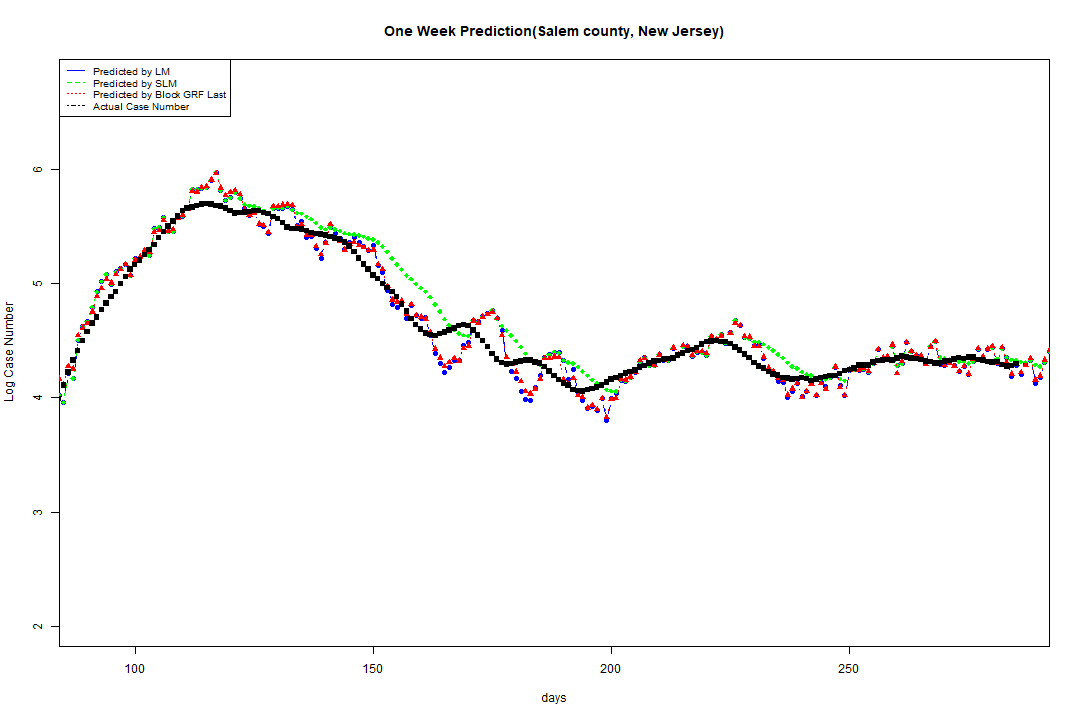 One Week Prediction(Salem county, New Jersey)
Predicted by LM
Predicted by SLM
Predicted by Block GRF Last
Actual Case Number
6
5
4
3
2
Log Case Number
100 150 200 250
days